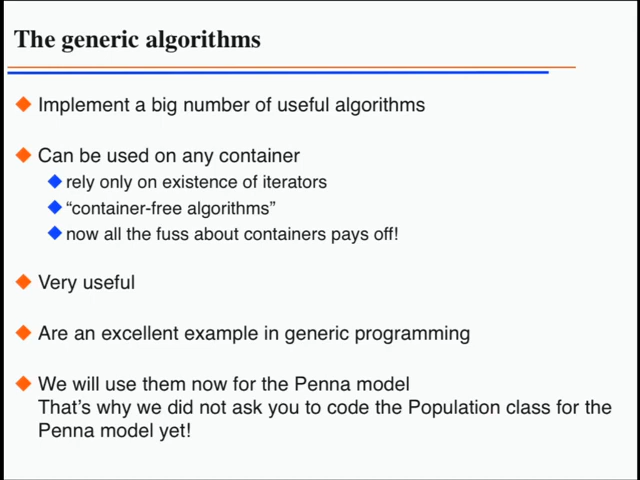 The generic algorithms
Implement a big number of useful algorithms
Can be used on any container
rely only on existence of iterators
“container-free algorithms”
now all the fuss about containers pays off!
Very useful
Are an excellent example in generic programming
We will use them now for the Penna model
That’s why we did not ask you to code the Population class for the
Penna model yet!